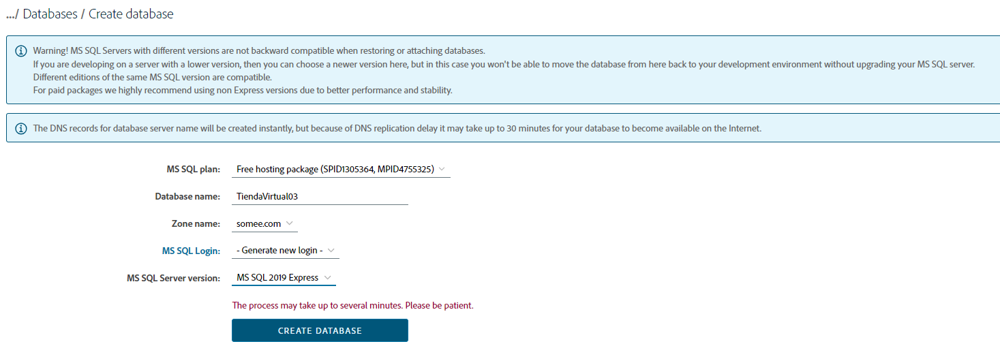 .../ Databases / Create database
Warning! MS SQL Servers with different versions are not backward compatible when restoring or attaching databases.
If you are developing on a server with a lower version, then you can choose a newer version here, but in this case you won't be able to move the database from here back to your development environment without upgrading your MS SQL server.
Different editions of the same MS SQL version are compatible.
For paid packages we highly recommend using non Express versions due to better performance and stability.
The DNS records for database server name will be created instantly, but because of DNS replication delay it may take up to 30 minutes for your database to become available on the Internet.
MS SQL plan: Free hosting package (SPID1305364, MPID4755325)
Database name: TiendaVirtual03
Zone name: somee.com
MS SQL Login: - Generate new login -
MS SQL Server version: MS SQL 2019 Express
The process may take up to several minutes. Please be patient.
CREATE DATABASE